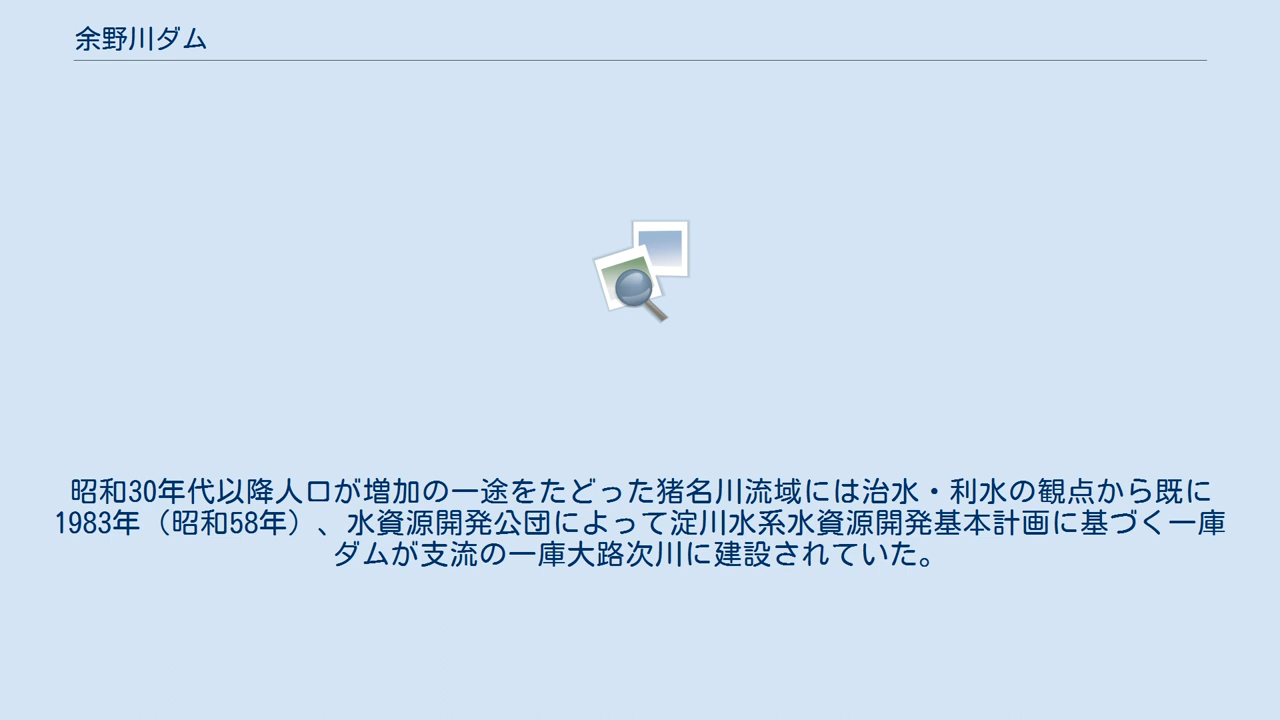 余野川ダム
昭和30年代以降人口が増加の一途をたどった猪名川流域には治水・利水の観点から既に
1983年（昭和58年）、水資源開発公団によって淀川水系水資源開発基本計画に基づく一庫
ダムが支流の一庫大路次川に建設されていた。